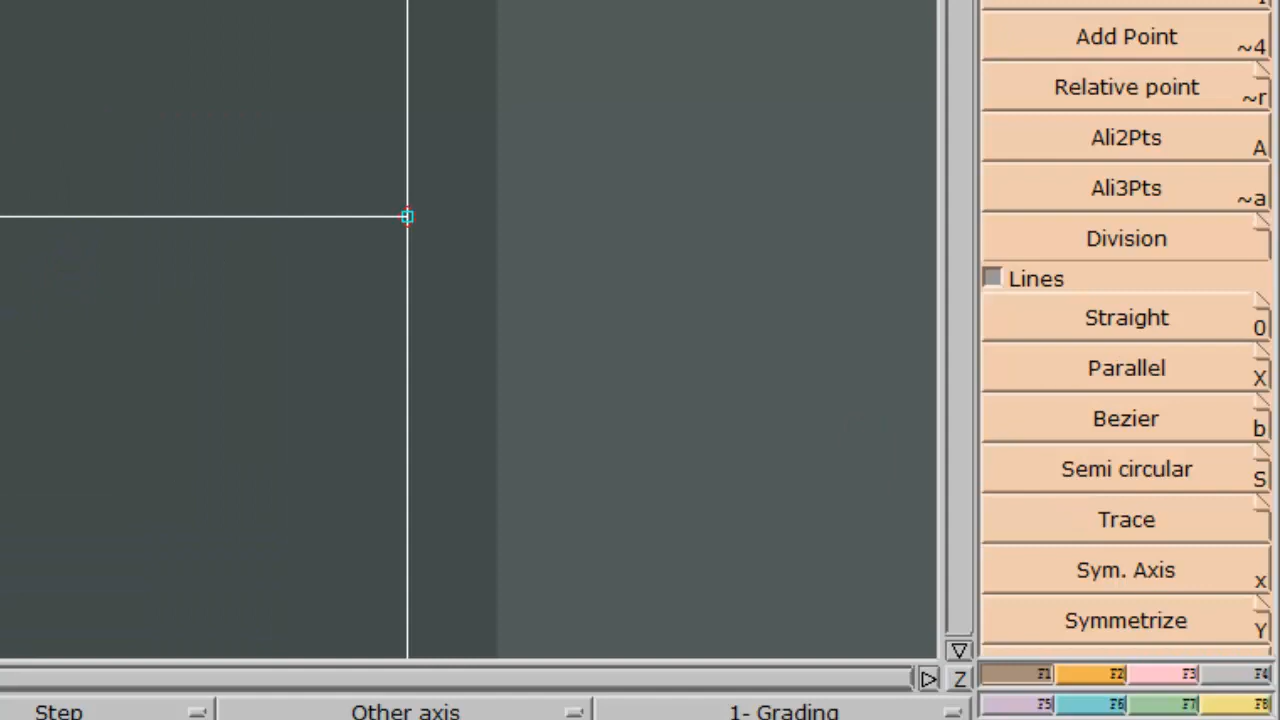 Add Point ~4
Relative point ~r
Ali2Pts A
Ali3Pts ~a
Division
Lines
Straight 0
Parallel X
Bezier b
Semi circular S
Trace
Sym. Axis x
Symmetrize Y
Z
F1 F2 F3 F4
F5 F6 F7 F8
Step Other axis 1- Grading